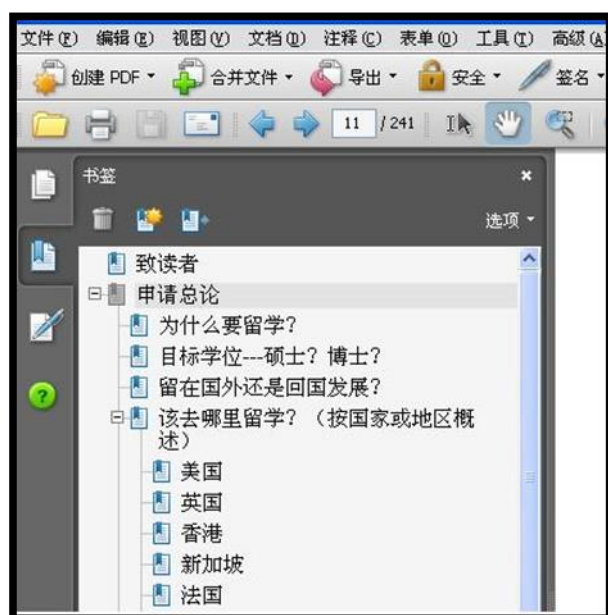 文件(F) 编辑(E) 视图(V) 文档(D) 注释(C) 表单(O) 工具(T) 高级(A)
创建 PDF 合并文件 导出 安全 签名
11 / 241
书签
选项
致读者
申请总论
为什么要留学?
目标学位---硕士? 博士?
留在国外还是回国发展?
该去哪里留学? (按国家或地区概
述)
美国
英国
香港
新加坡
法国